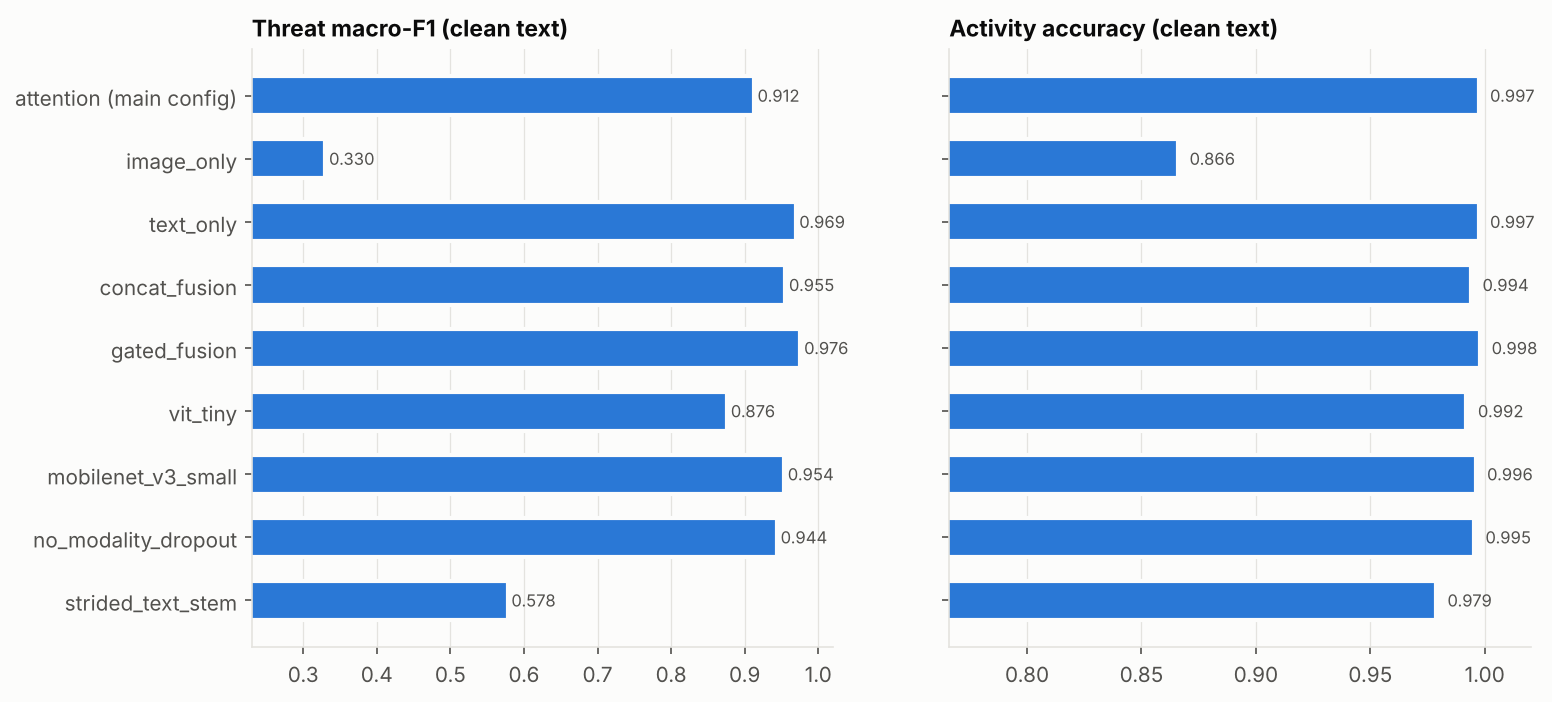 Threat macro-F1 (clean text)
Activity accuracy (clean text)
attention (main config) 0.912 0.997
image_only 0.330 0.866
text_only 0.969 0.997
concat_fusion 0.955 0.994
gated_fusion 0.976 0.998
vit_tiny 0.876 0.992
mobilenet_v3_small 0.954 0.996
no_modality_dropout 0.944 0.995
strided_text_stem 0.578 0.979
0.3 0.4 0.5 0.6 0.7 0.8 0.9 1.0
0.80 0.85 0.90 0.95 1.00